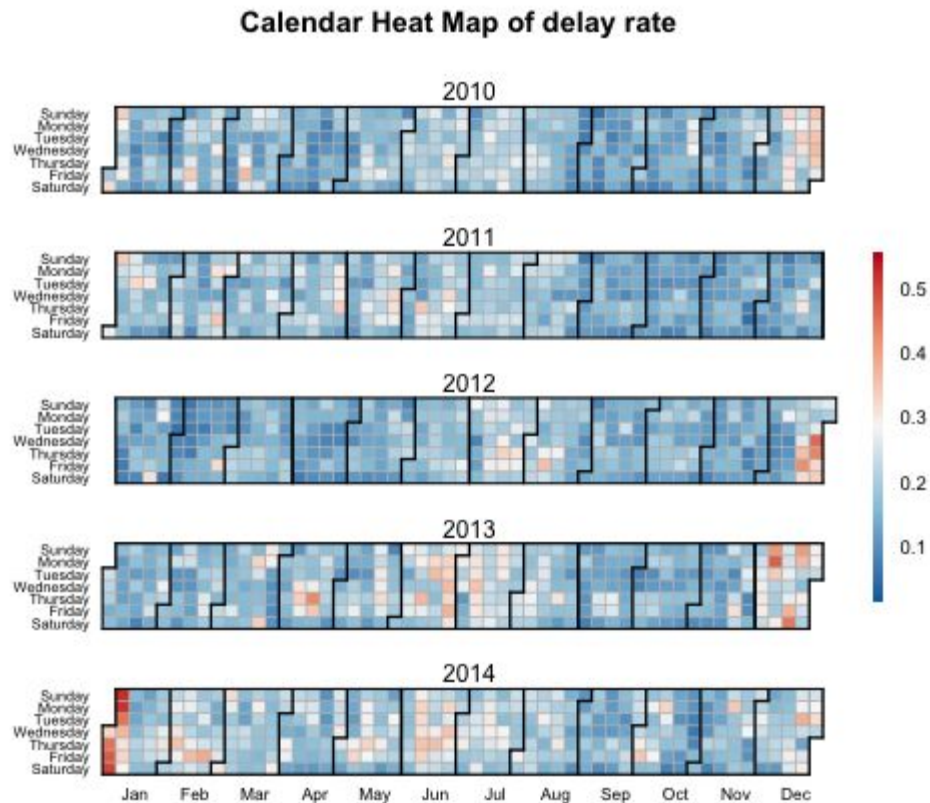 Calendar Heat Map of delay rate
2010
Sunday
Monday
Tuesday
Wednesday
Thursday
Friday
Saturday
2011
Sunday
Monday
Tuesday
Wednesday
Thursday
Friday
Saturday
2012
Sunday
Monday
Tuesday
Wednesday
Thursday
Friday
Saturday
2013
Sunday
Monday
Tuesday
Wednesday
Thursday
Friday
Saturday
2014
Sunday
Monday
Tuesday
Wednesday
Thursday
Friday
Saturday
Jan Feb Mar Apr May Jun Jul Aug Sep Oct Nov Dec
0.5
0.4
0.3
0.2
0.1